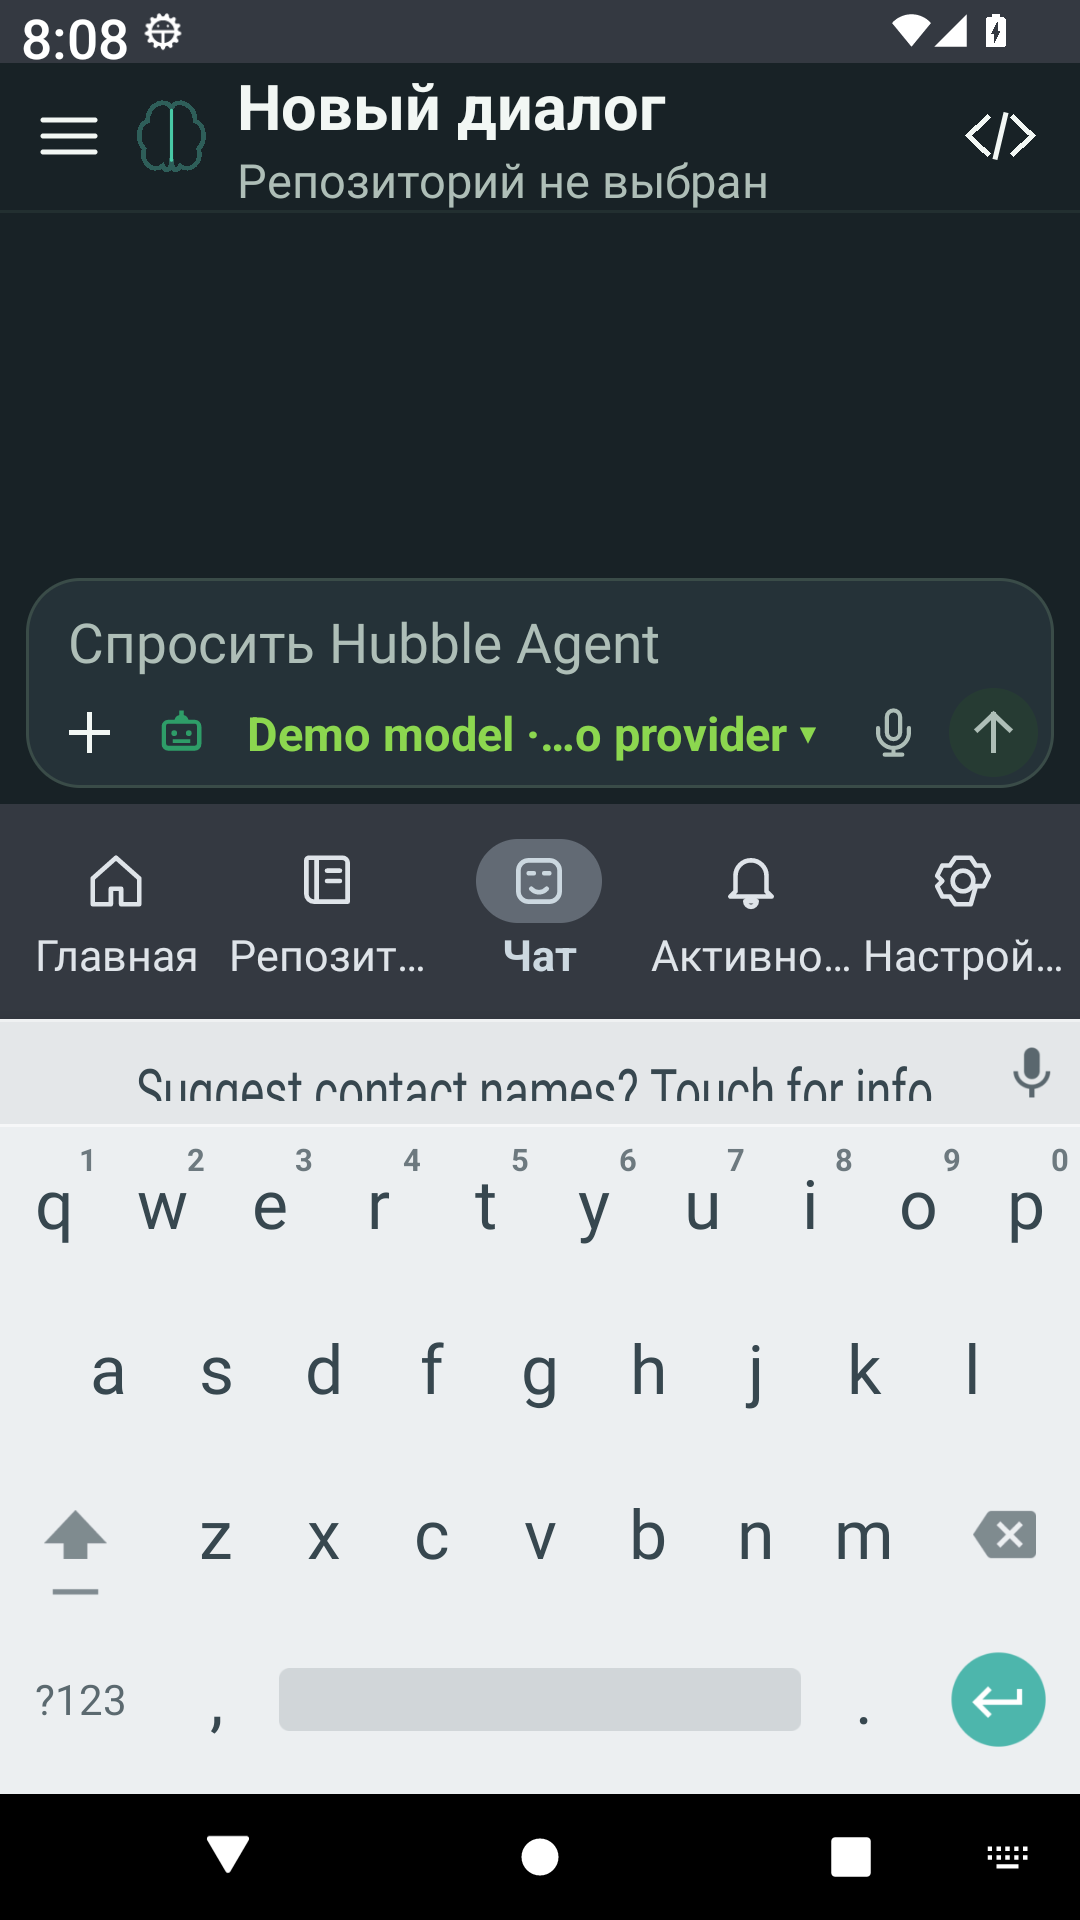 8:08
Новый диалог
Репозиторий не выбран
Спросить Hubble Agent
Demo model ·…o provider ▾
Главная Репозит… Чат Активно… Настрой…
Suggest contact names? Touch for info
1 2 3 4 5 6 7 8 9 0
q w e r t y u i o p
a s d f g h j k l
z x c v b n m
?123 , .